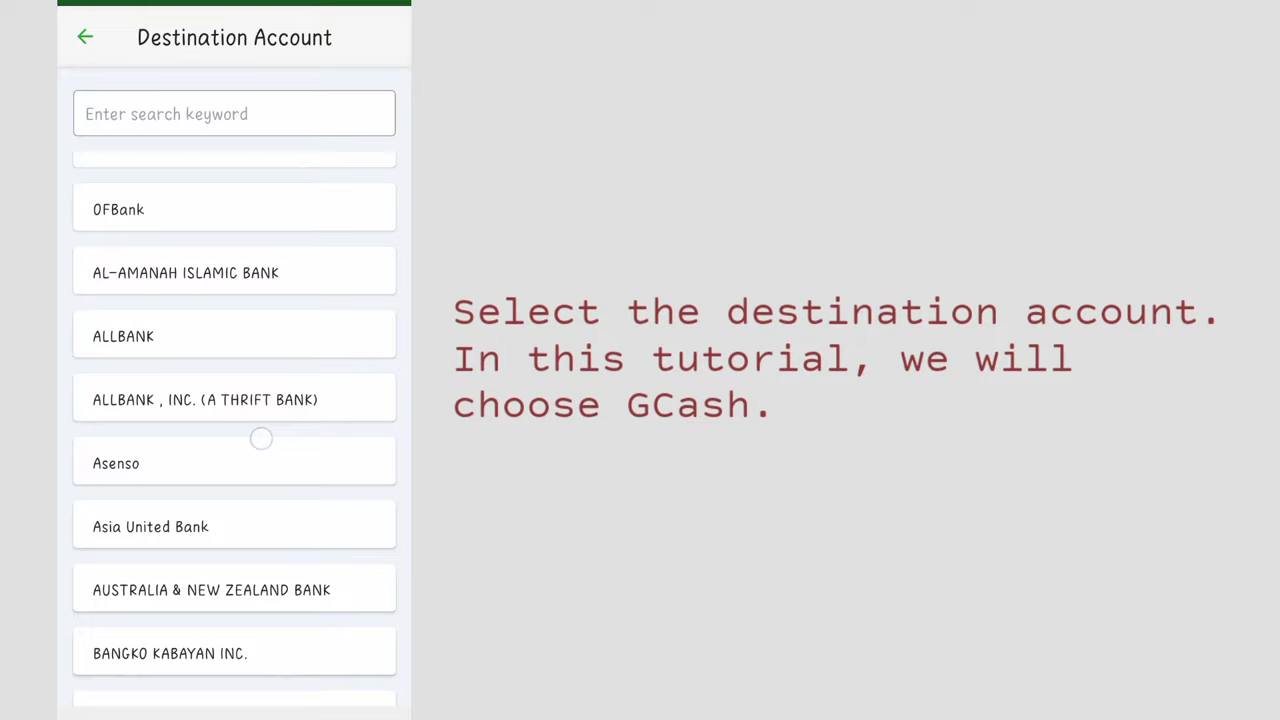 Destination Account
Enter search keyword
OFBank
AL-AMANAH ISLAMIC BANK
ALLBANK
ALLBANK , INC. (A THRIFT BANK)
Asenso
Asia United Bank
AUSTRALIA & NEW ZEALAND BANK
BANGKO KABAYAN INC.
Select the destination account.
In this tutorial, we will
choose GCash.